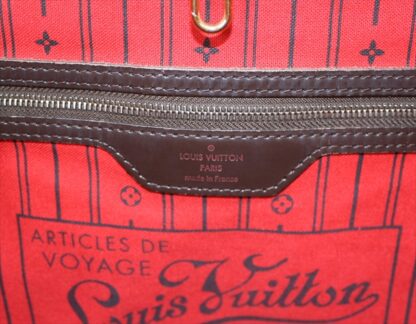 LOUIS VUITTON
PARIS
made in France
ARTICLES DE
VOYAGE
Louis Vuitton